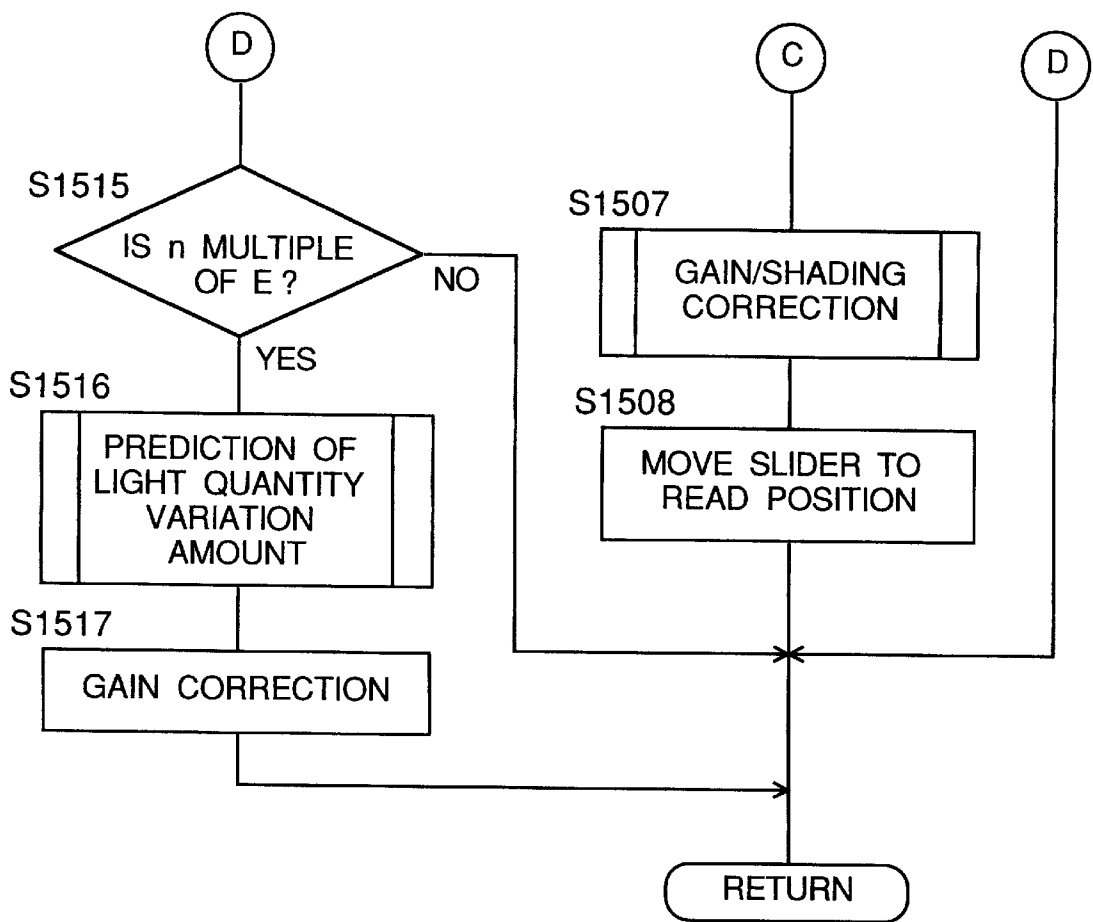 D
S1515
IS n MULTIPLE
OF E ?
NO
YES
S1516
PREDICTION OF
LIGHT QUANTITY
VARIATION
AMOUNT
S1517
GAIN CORRECTION
C
D
S1507
GAIN/SHADING
CORRECTION
S1508
MOVE SLIDER TO
READ POSITION
RETURN